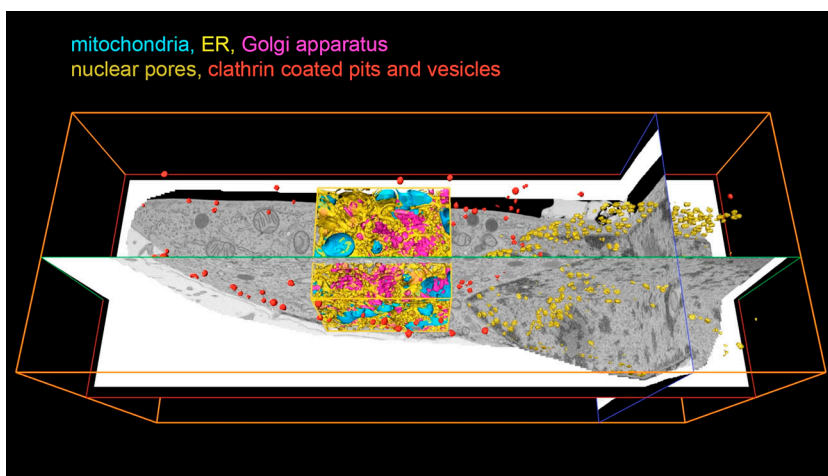 mitochondria, ER, Golgi apparatus
nuclear pores, clathrin coated pits and vesicles